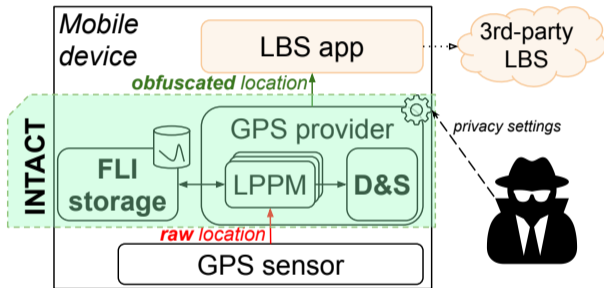 Mobile
device
LBS app
3rd-party
LBS
obfuscated location
INTACT
GPS provider
privacy settings
FLI
storage
LPPM
D&S
raw location
GPS sensor